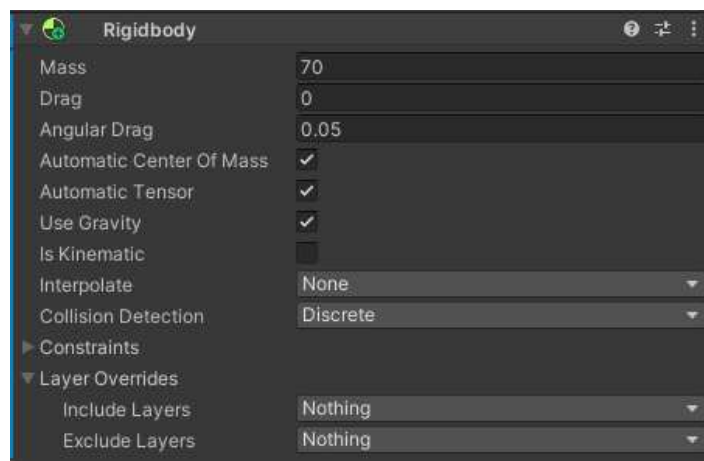 Rigidbody
Mass 70
Drag 0
Angular Drag 0.05
Automatic Center Of Mass
Automatic Tensor
Use Gravity
Is Kinematic
Interpolate None
Collision Detection Discrete
Constraints
Layer Overrides
Include Layers Nothing
Exclude Layers Nothing